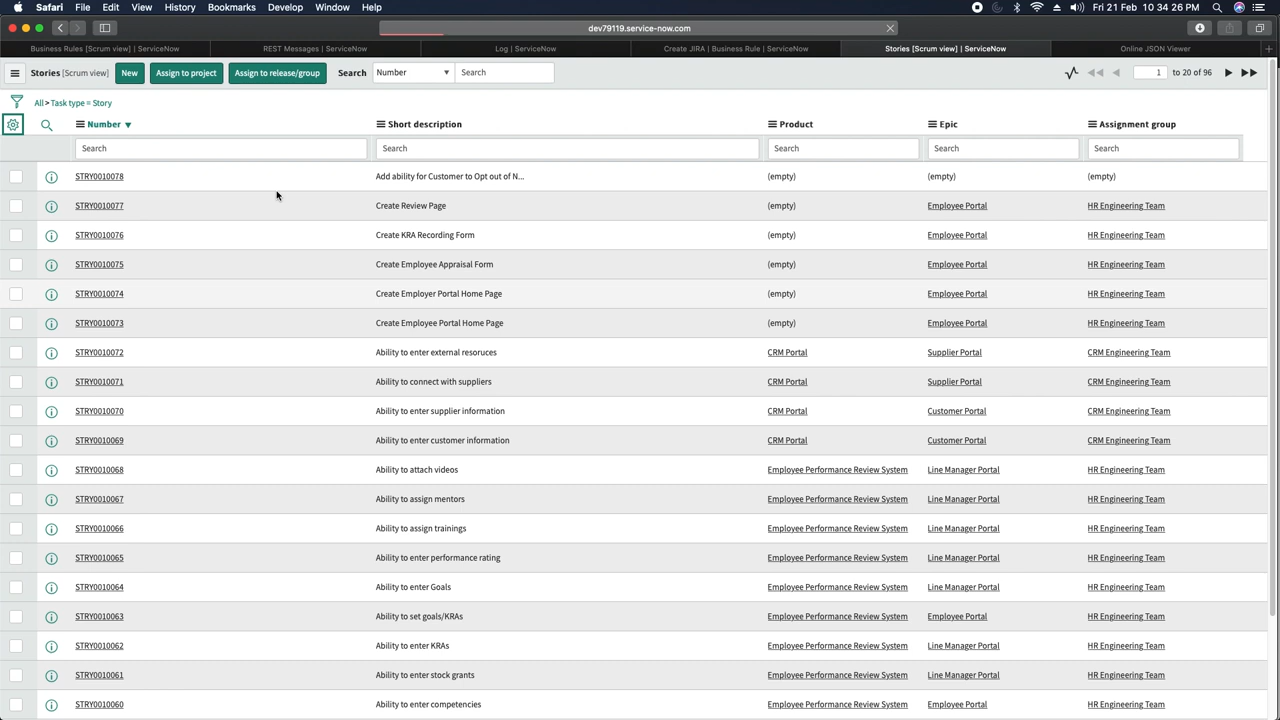 Safari File Edit View History Bookmarks Develop Window Help Fri 21 Feb 10:34:26 PM
dev79119.service-now.com
Business Rules [Scrum view] | ServiceNow REST Messages | ServiceNow Log | ServiceNow Create JIRA | Business Rule | ServiceNow Stories [Scrum view] | ServiceNow Online JSON Viewer
Stories [Scrum view] New Assign to project Assign to release/group Search Number Search 1 to 20 of 96
All > Task type = Story
Number Short description Product Epic Assignment group
Search Search Search Search Search
STRY0010078 Add ability for Customer to Opt out of N... (empty) (empty) (empty)
STRY0010077 Create Review Page (empty) Employee Portal HR Engineering Team
STRY0010076 Create KRA Recording Form (empty) Employee Portal HR Engineering Team
STRY0010075 Create Employee Appraisal Form (empty) Employee Portal HR Engineering Team
STRY0010074 Create Employer Portal Home Page (empty) Employee Portal HR Engineering Team
STRY0010073 Create Employee Portal Home Page (empty) Employee Portal HR Engineering Team
STRY0010072 Ability to enter external resoruces CRM Portal Supplier Portal CRM Engineering Team
STRY0010071 Ability to connect with suppliers CRM Portal Supplier Portal CRM Engineering Team
STRY0010070 Ability to enter supplier information CRM Portal Customer Portal CRM Engineering Team
STRY0010069 Ability to enter customer information CRM Portal Customer Portal CRM Engineering Team
STRY0010068 Ability to attach videos Employee Performance Review System Line Manager Portal HR Engineering Team
STRY0010067 Ability to assign mentors Employee Performance Review System Line Manager Portal HR Engineering Team
STRY0010066 Ability to assign trainings Employee Performance Review System Line Manager Portal HR Engineering Team
STRY0010065 Ability to enter performance rating Employee Performance Review System Line Manager Portal HR Engineering Team
STRY0010064 Ability to enter Goals Employee Performance Review System Line Manager Portal HR Engineering Team
STRY0010063 Ability to set goals/KRAs Employee Performance Review System Employee Portal HR Engineering Team
STRY0010062 Ability to enter KRAs Employee Performance Review System Line Manager Portal HR Engineering Team
STRY0010061 Ability to enter stock grants Employee Performance Review System Line Manager Portal HR Engineering Team
STRY0010060 Ability to enter competencies Employee Performance Review System Employee Portal HR Engineering Team